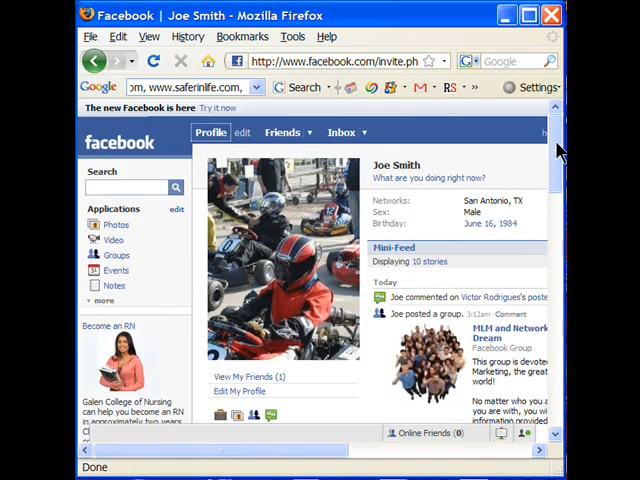 Facebook | Joe Smith - Mozilla Firefox
File Edit View History Bookmarks Tools Help
http://www.facebook.com/invite.ph
G Google
Google om, www.saferinlife.com, G Search RS » Settings
The new Facebook is here Try it now
facebook Profile edit Friends Inbox h
Search
Applications edit
Photos
Video
Groups
31 Events
Notes
more
Become an RN
Galen College of Nursing
can help you become an RN
in approximately two years
View My Friends (1)
Edit My Profile
Joe Smith
What are you doing right now?
Networks: San Antonio, TX
Sex: Male
Birthday: June 16, 1984
Mini-Feed
Displaying 10 stories
Today
Joe commented on Victor Rodrigues's poste
Joe posted a group. 3:12am Comment
MLM and Network
Dream
Facebook Group
This group is devote
Marketing, the great
world!
No matter who you a
you are, with, you wi
Online Friends (0)
Done